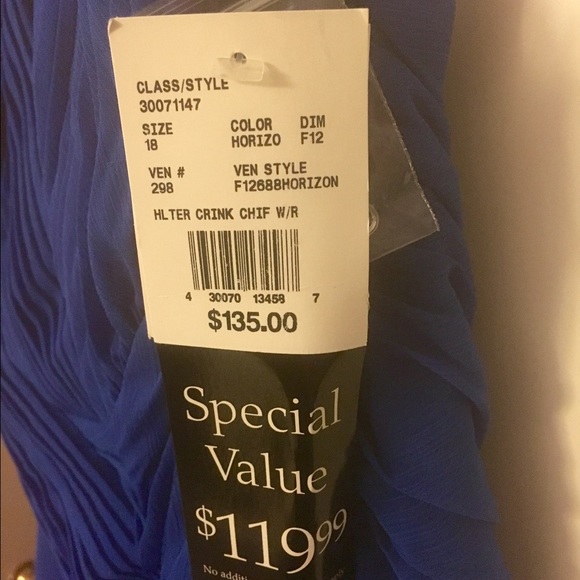 CLASS/STYLE
30071147
SIZE COLOR DIM
18 HORIZO F12
VEN # VEN STYLE
298 F12688HORIZON
HLTER CRINK CHIF W/R
4 30070 13458 7
$135.00
Special
Value
$119.99
No